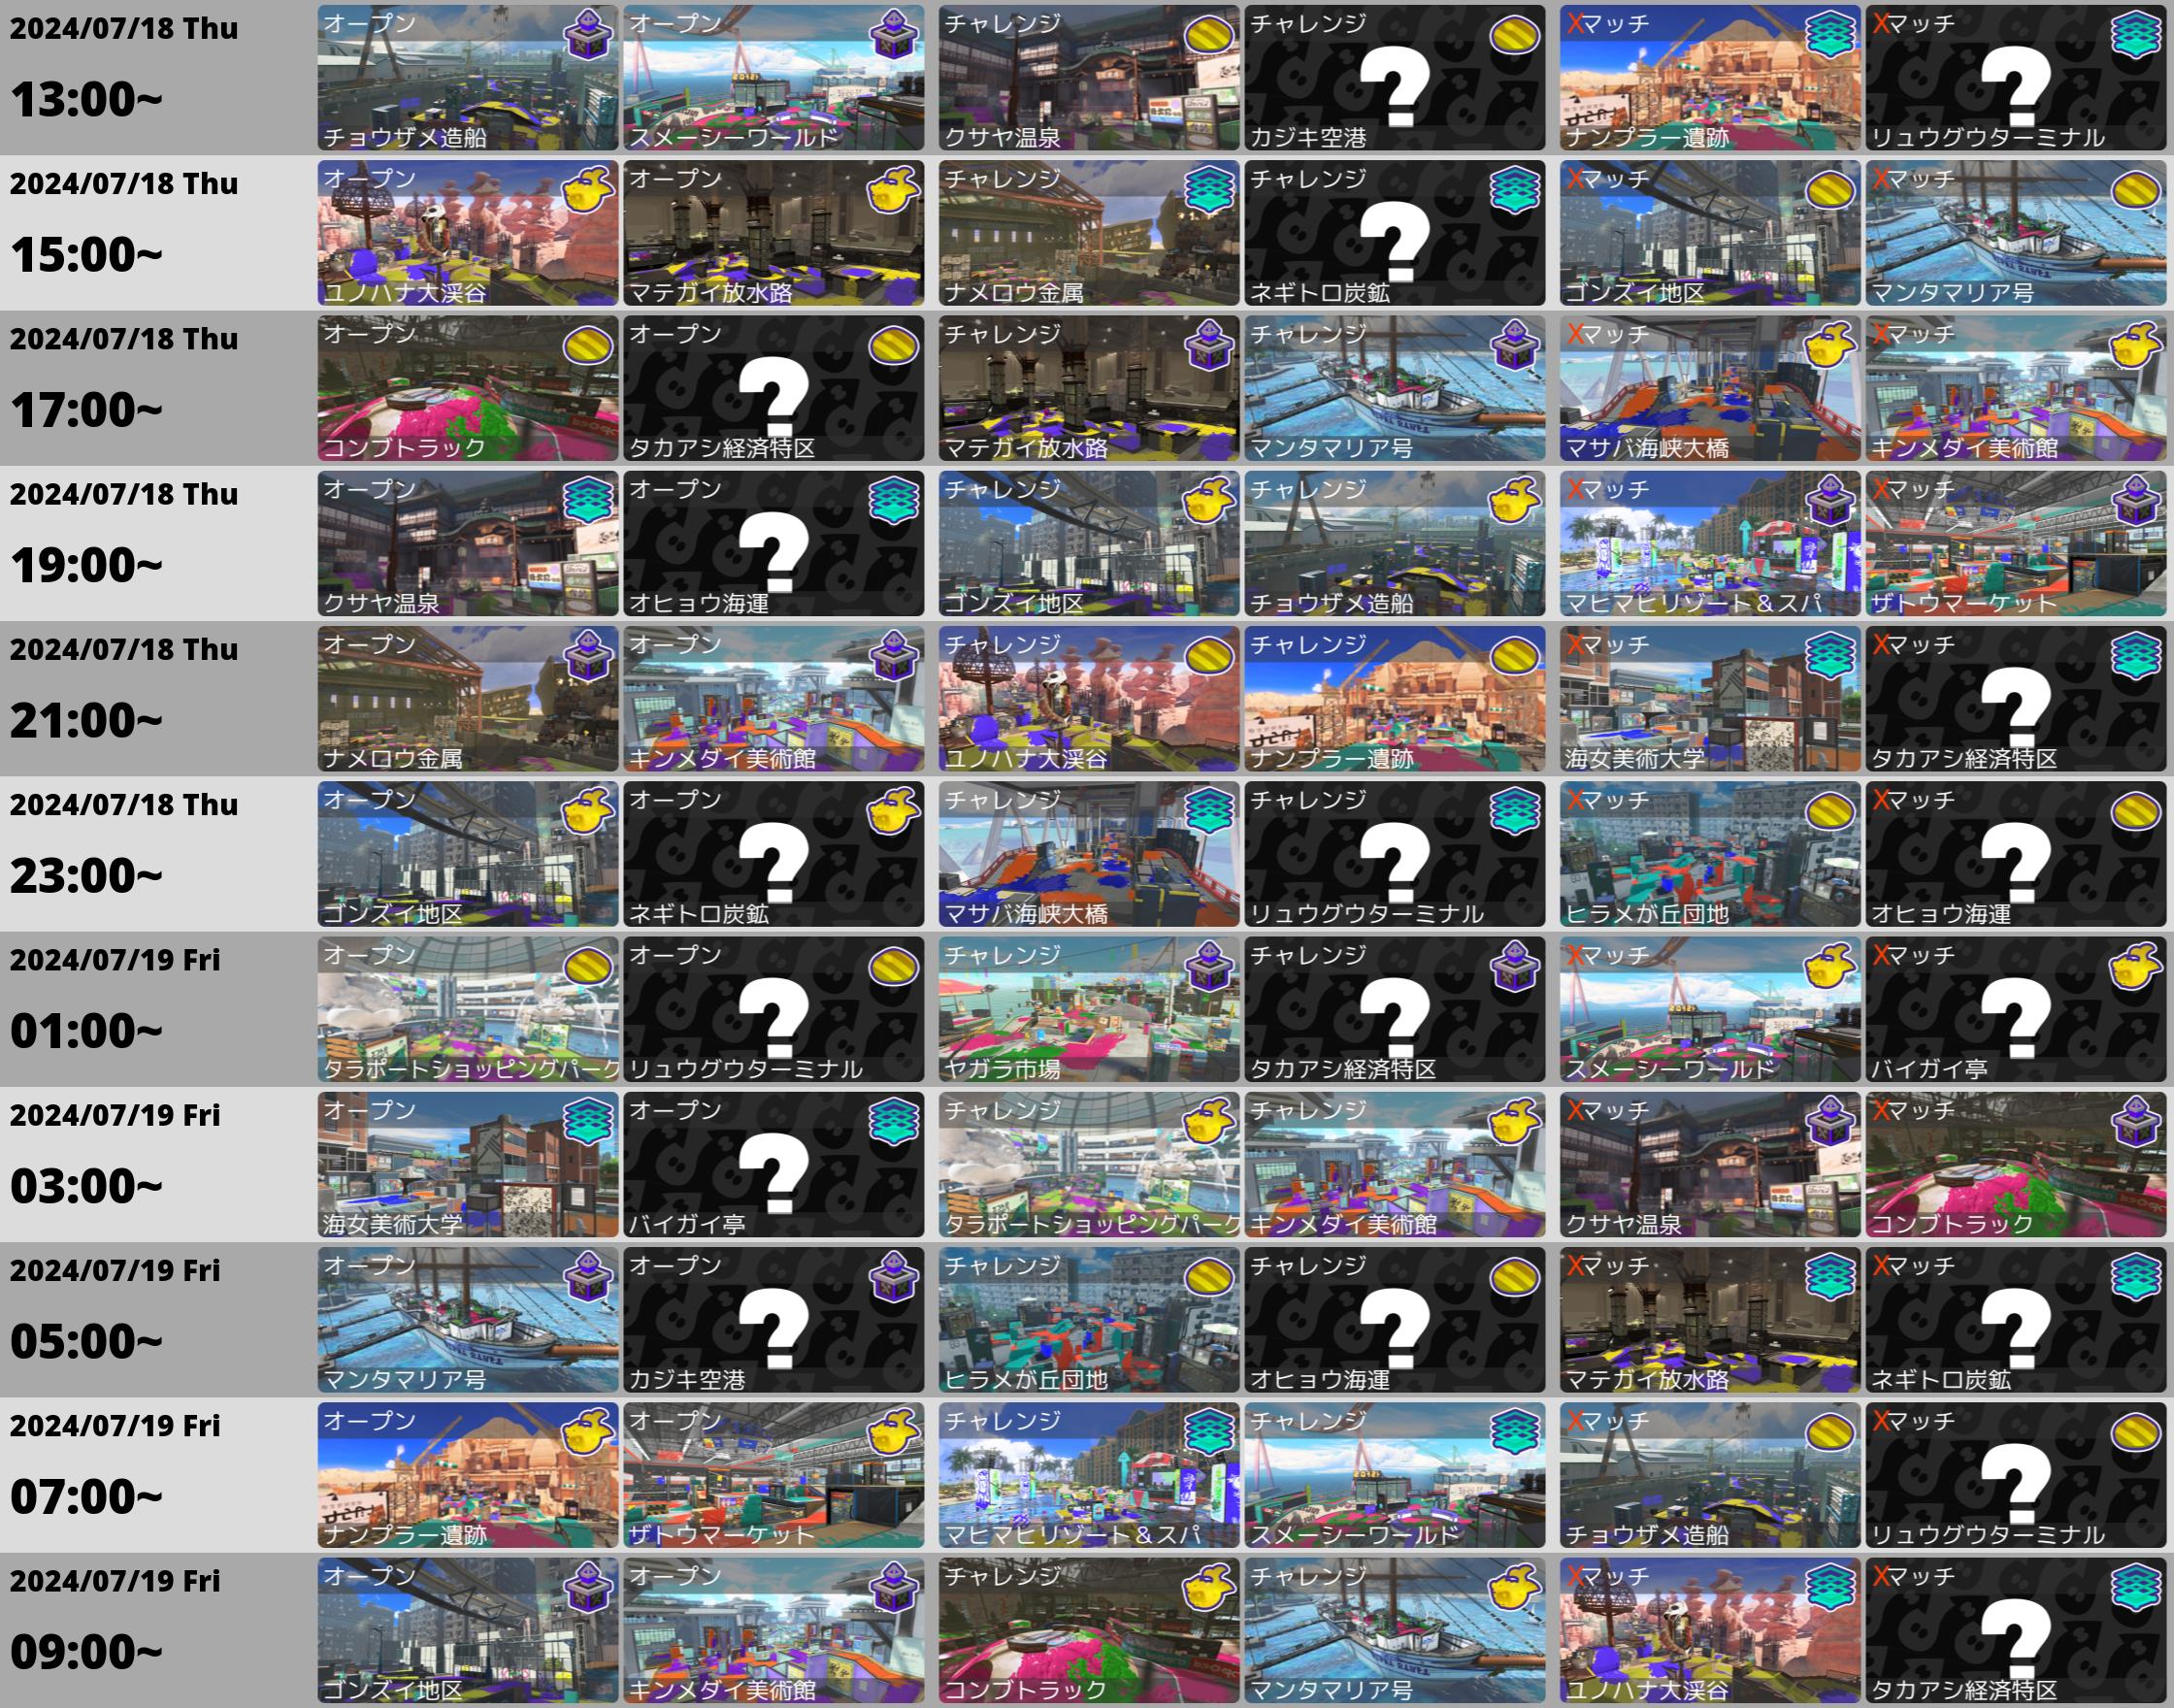 2024/07/18 Thu
13:00~
オープン
チョウザメ造船
オープン
スメーシーワールド
チャレンジ
クサヤ温泉
チャレンジ
?
カジキ空港
Xマッチ
ナンプラー遺跡
Xマッチ
?
リュウグウターミナル
2024/07/18 Thu
15:00~
オープン
ユノハナ大渓谷
オープン
マテガイ放水路
チャレンジ
ナメロウ金属
チャレンジ
?
ネギトロ炭鉱
Xマッチ
ゴンズイ地区
Xマッチ
マンタマリア号
2024/07/18 Thu
17:00~
オープン
コンブトラック
オープン
?
タカアシ経済特区
チャレンジ
マテガイ放水路
チャレンジ
マンタマリア号
Xマッチ
マサバ海峡大橋
Xマッチ
キンメダイ美術館
2024/07/18 Thu
19:00~
オープン
クサヤ温泉
オープン
?
オヒョウ海運
チャレンジ
ゴンズイ地区
チャレンジ
チョウザメ造船
Xマッチ
マヒマヒリゾート&スパ
Xマッチ
ザトウマーケット
2024/07/18 Thu
21:00~
オープン
ナメロウ金属
オープン
キンメダイ美術館
チャレンジ
ユノハナ大渓谷
チャレンジ
ナンプラー遺跡
Xマッチ
海女美術大学
Xマッチ
?
タカアシ経済特区
2024/07/18 Thu
23:00~
オープン
ゴンズイ地区
オープン
?
ネギトロ炭鉱
チャレンジ
マサバ海峡大橋
チャレンジ
?
リュウグウターミナル
Xマッチ
ヒラメが丘団地
Xマッチ
?
オヒョウ海運
2024/07/19 Fri
01:00~
オープン
タラポートショッピングパーク
オープン
?
リュウグウターミナル
チャレンジ
ヤガラ市場
チャレンジ
?
タカアシ経済特区
Xマッチ
スメーシーワールド
Xマッチ
?
バイガイ亭
2024/07/19 Fri
03:00~
オープン
海女美術大学
オープン
?
バイガイ亭
チャレンジ
タラポートショッピングパーク
チャレンジ
キンメダイ美術館
Xマッチ
クサヤ温泉
Xマッチ
コンブトラック
2024/07/19 Fri
05:00~
オープン
マンタマリア号
オープン
?
カジキ空港
チャレンジ
ヒラメが丘団地
チャレンジ
?
オヒョウ海運
Xマッチ
マテガイ放水路
Xマッチ
?
ネギトロ炭鉱
2024/07/19 Fri
07:00~
オープン
ナンプラー遺跡
オープン
ザトウマーケット
チャレンジ
マヒマヒリゾート&スパ
チャレンジ
スメーシーワールド
Xマッチ
チョウザメ造船
Xマッチ
?
リュウグウターミナル
2024/07/19 Fri
09:00~
オープン
ゴンズイ地区
オープン
キンメダイ美術館
チャレンジ
コンブトラック
チャレンジ
マンタマリア号
Xマッチ
ユノハナ大渓谷
Xマッチ
?
タカアシ経済特区